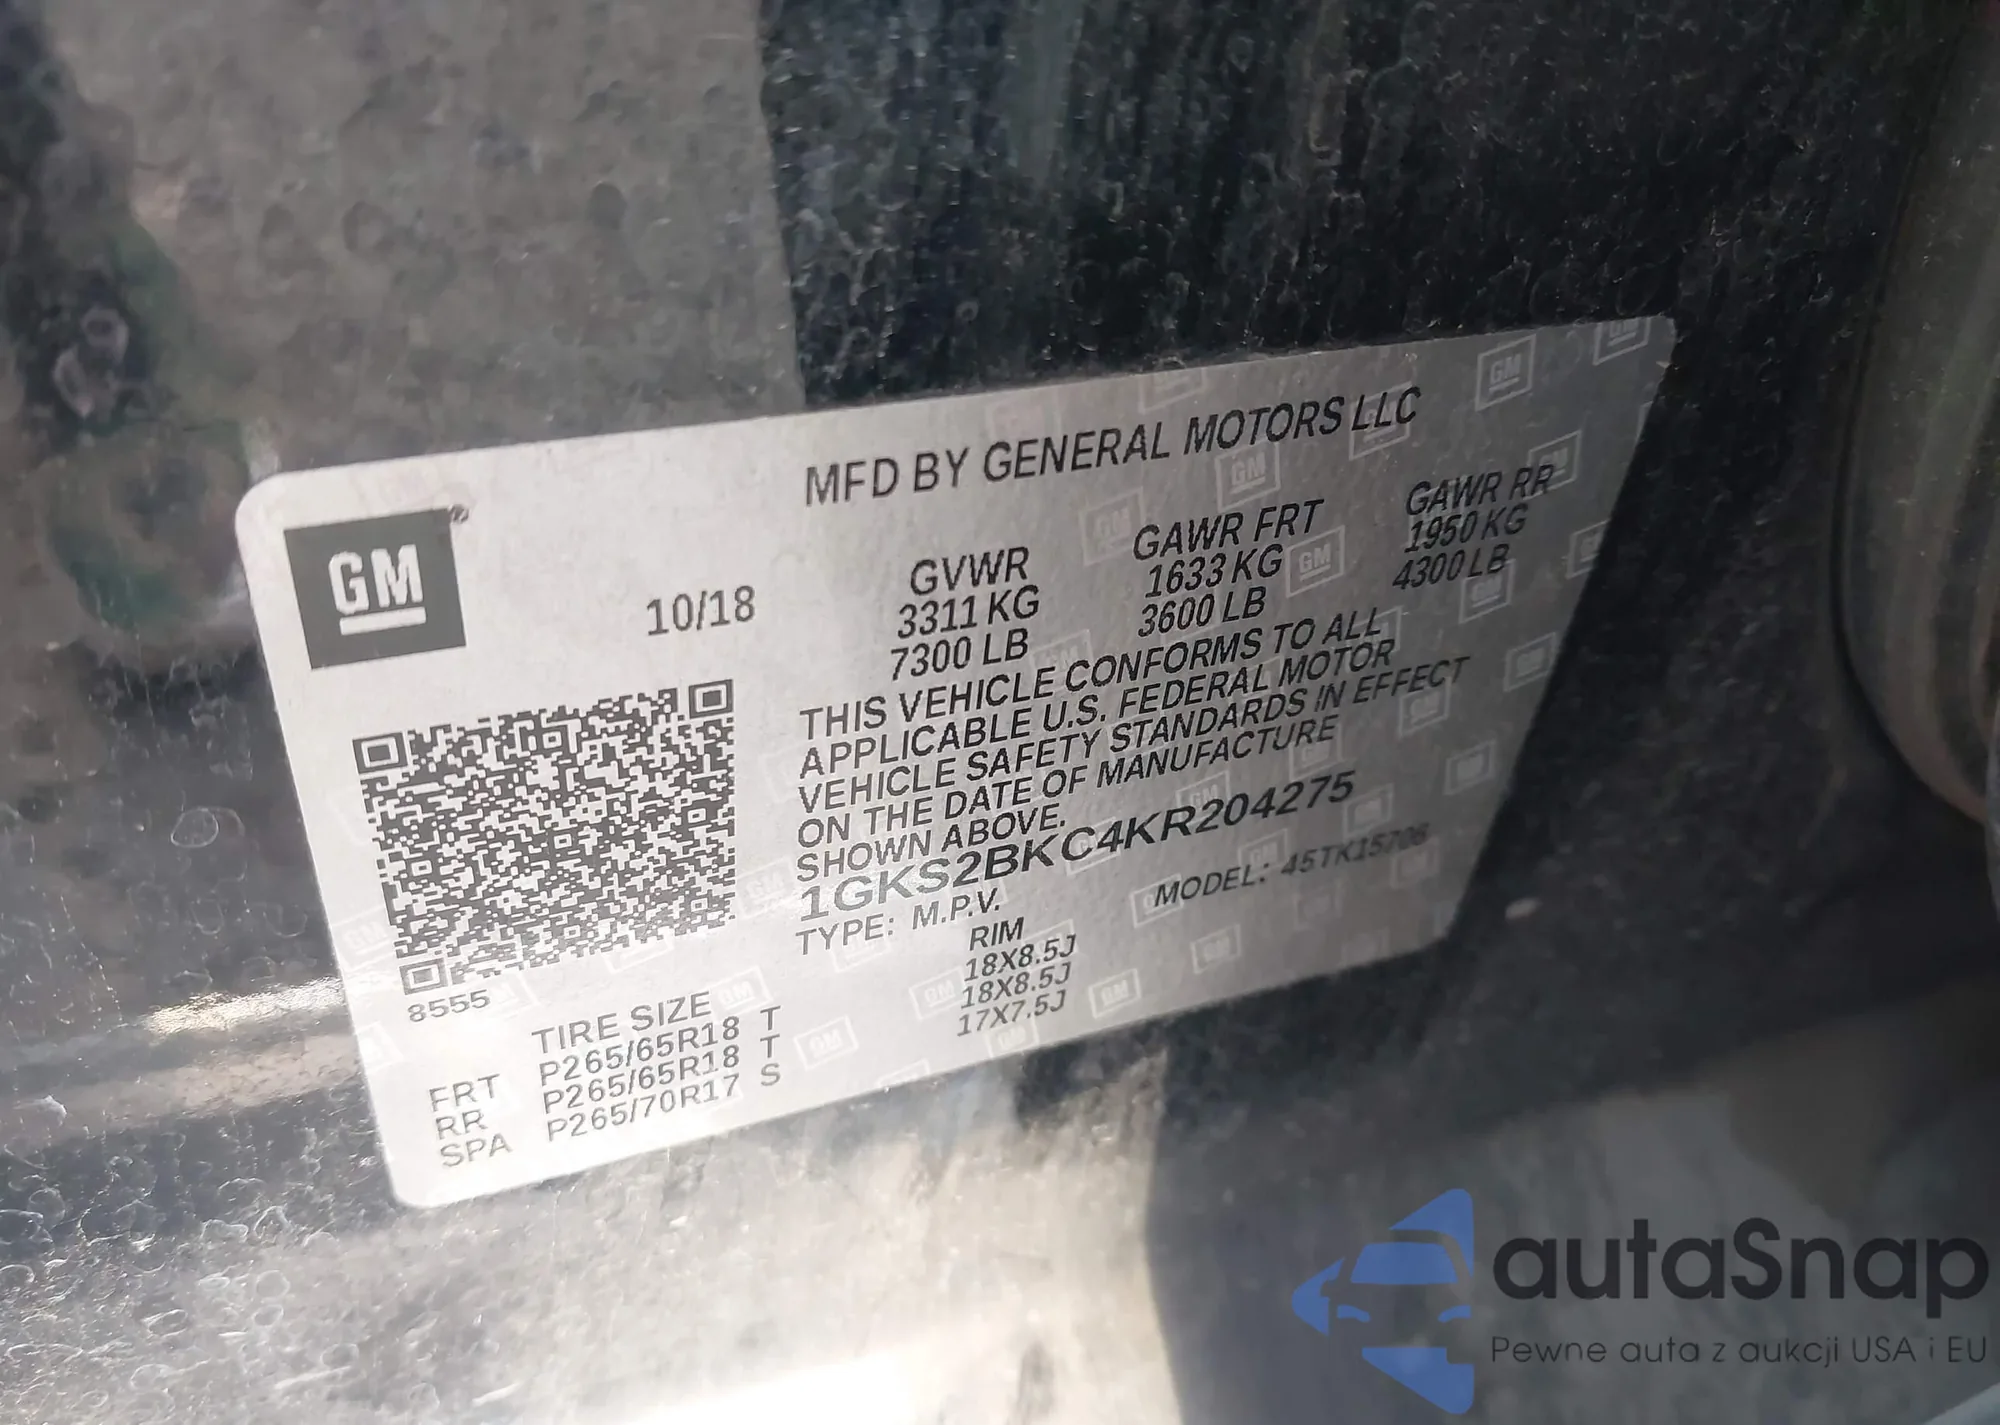 MFD BY GENERAL MOTORS LLC
GM®
10/18
GVWR
3311 KG
7300 LB
GAWR FRT
1633 KG
3600 LB
GAWR RR
1950 KG
4300 LB
THIS VEHICLE CONFORMS TO ALL
APPLICABLE U.S. FEDERAL MOTOR
VEHICLE SAFETY STANDARDS IN EFFECT
ON THE DATE OF MANUFACTURE
SHOWN ABOVE.
1GKS2BKC4KR204275
TYPE: M.P.V. MODEL: 45TK15706
8555
TIRE SIZE RIM
FRT P265/65R18 T 18X8.5J
RR P265/65R18 T 18X8.5J
SPA P265/70R17 S 17X7.5J
autaSnap
Pewne auta z aukcji USA i EU